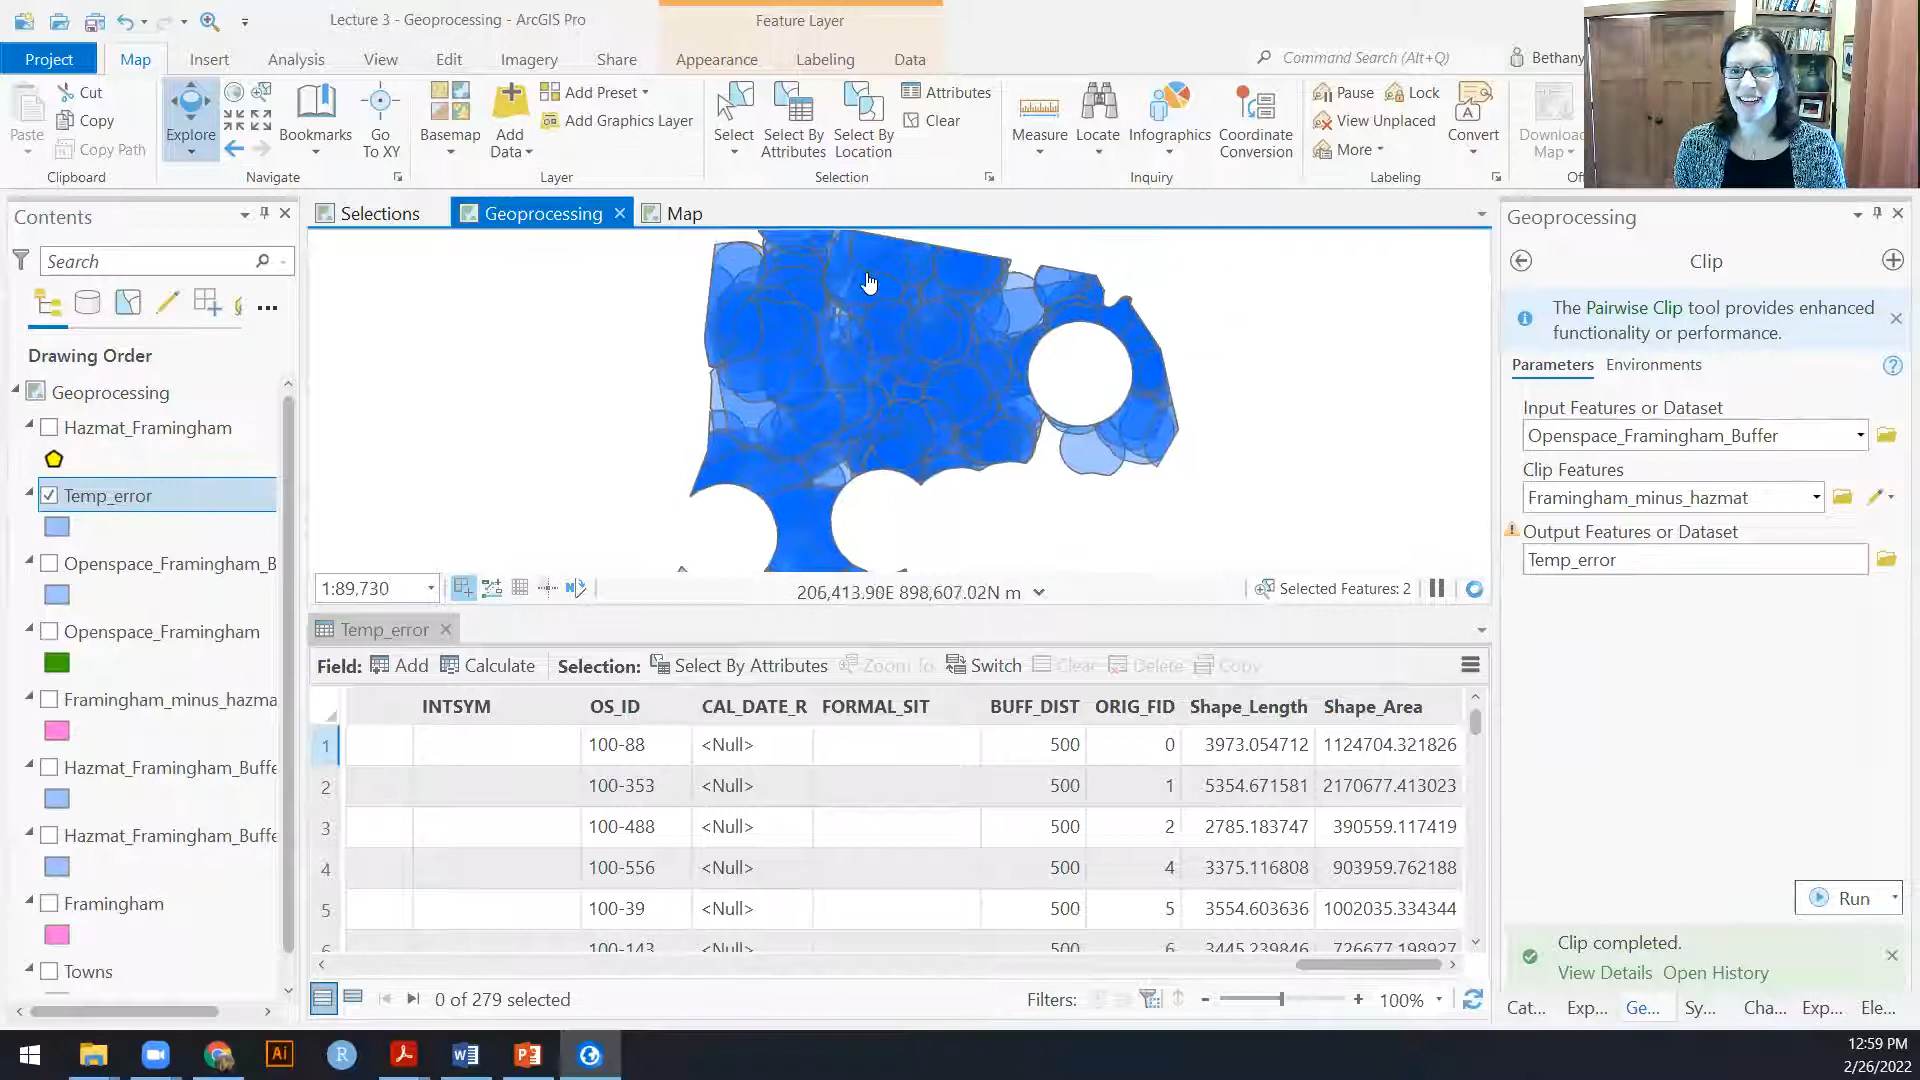 Lecture 3 - Geoprocessing - ArcGIS Pro
Feature Layer
Project
Map
Insert
Analysis
View
Edit
Imagery
Share
Appearance
Labeling
Data
Command Search (Alt+Q)
Bethany
Paste
Cut
Copy
Copy Path
Clipboard
Explore
Bookmarks
Go
To XY
Navigate
Basemap
Add
Data
Add Preset
Add Graphics Layer
Layer
Select
Select By
Attributes
Select By
Location
Attributes
Clear
Selection
Measure
Locate
Infographics
Coordinate
Conversion
Inquiry
Pause
Lock
View Unplaced
More
Convert
Labeling
Download
Map
Contents
Search
Drawing Order
Geoprocessing
Hazmat_Framingham
Temp_error
Openspace_Framingham_B
Openspace_Framingham
Framingham_minus_hazma
Hazmat_Framingham_Buffe
Hazmat_Framingham_Buffe
Framingham
Towns
Selections
Geoprocessing
Map
1:89,730
206,413.90E 898,607.02N m
Selected Features: 2
Temp_error
Field: Add Calculate Selection: Select By Attributes Zoom To Switch Clear Delete Copy
INTSYM OS_ID CAL_DATE_R FORMAL_SIT BUFF_DIST ORIG_FID Shape_Length Shape_Area
1 100-88 <Null> 500 0 3973.054712 1124704.321826
2 100-353 <Null> 500 1 5354.671581 2170677.413023
3 100-488 <Null> 500 2 2785.183747 390559.117419
4 100-556 <Null> 500 4 3375.116808 903959.762188
5 100-39 <Null> 500 5 3554.603636 1002035.334344
6 100-143 <Null> 500 6 3445.239846 726677.198927
0 of 279 selected
Filters:
- + 100%
Geoprocessing
Clip
The Pairwise Clip tool provides enhanced
functionality or performance.
Parameters Environments
Input Features or Dataset
Openspace_Framingham_Buffer
Clip Features
Framingham_minus_hazmat
Output Features or Dataset
Temp_error
Run
Clip completed.
View Details Open History
Cat... Exp... Ge... Sy... Cha... Exp... Ele...
Ai
R
12:59 PM
2/26/2022